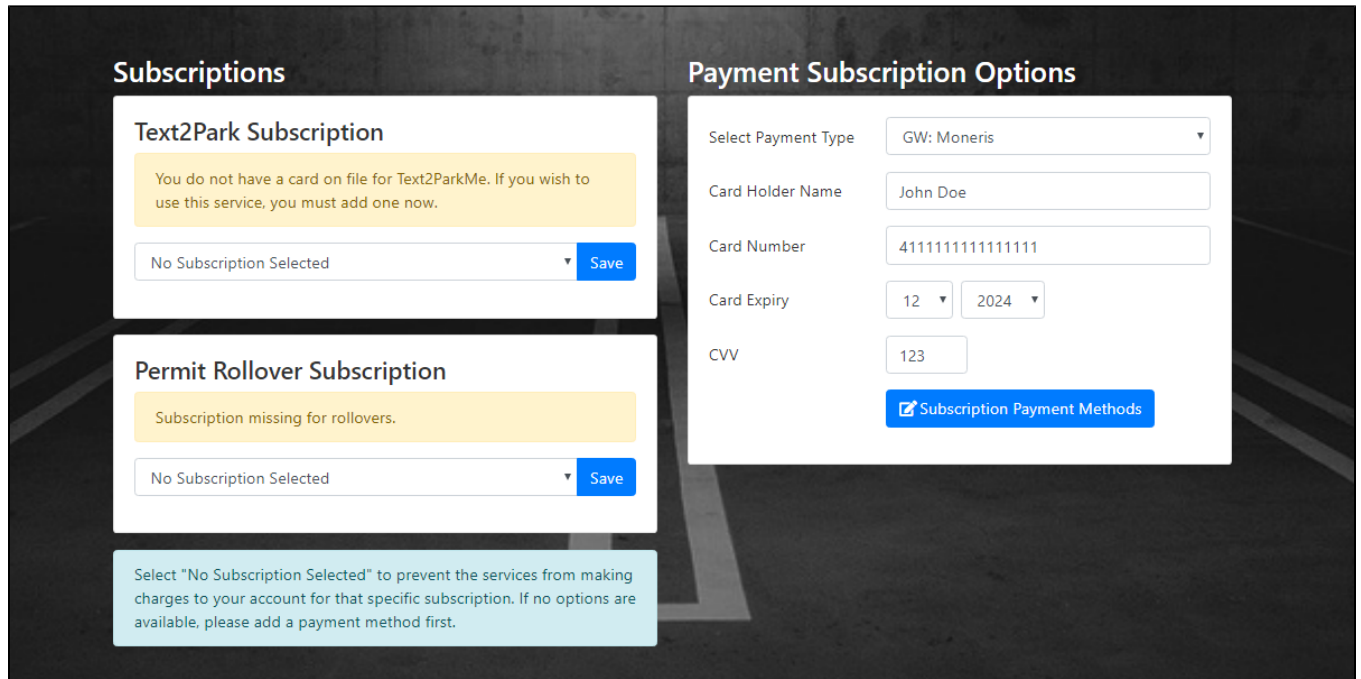 Subscriptions
Text2Park Subscription
You do not have a card on file for Text2ParkMe. If you wish to
use this service, you must add one now.
No Subscription Selected
Save
Permit Rollover Subscription
Subscription missing for rollovers.
No Subscription Selected
Save
Select "No Subscription Selected" to prevent the services from making
charges to your account for that specific subscription. If no options are
available, please add a payment method first.
Payment Subscription Options
Select Payment Type
GW: Moneris
Card Holder Name
John Doe
Card Number
4111111111111111
Card Expiry
12
2024
CVV
123
Subscription Payment Methods